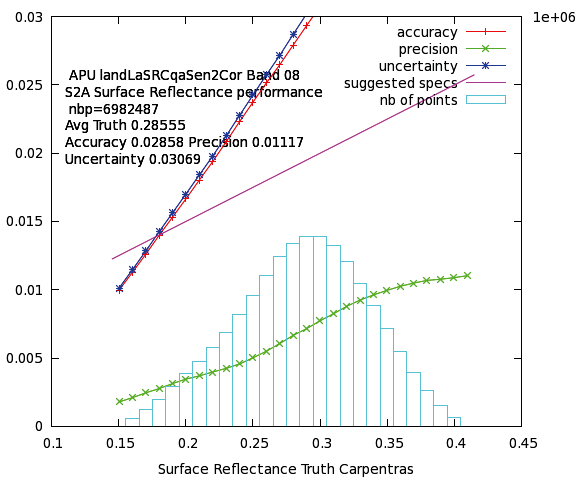 0.03
1e+06
accuracy
precision
uncertainty
suggested specs
nb of points
APU landLaSRCqaSen2Cor Band 08
S2A Surface Reflectance performance
nbp=6982487
Avg Truth 0.28555
Accuracy 0.02858 Precision 0.01117
Uncertainty 0.03069
0.025
0.02
0.015
0.01
0.005
0
0.1 0.15 0.2 0.25 0.3 0.35 0.4 0.45
Surface Reflectance Truth Carpentras